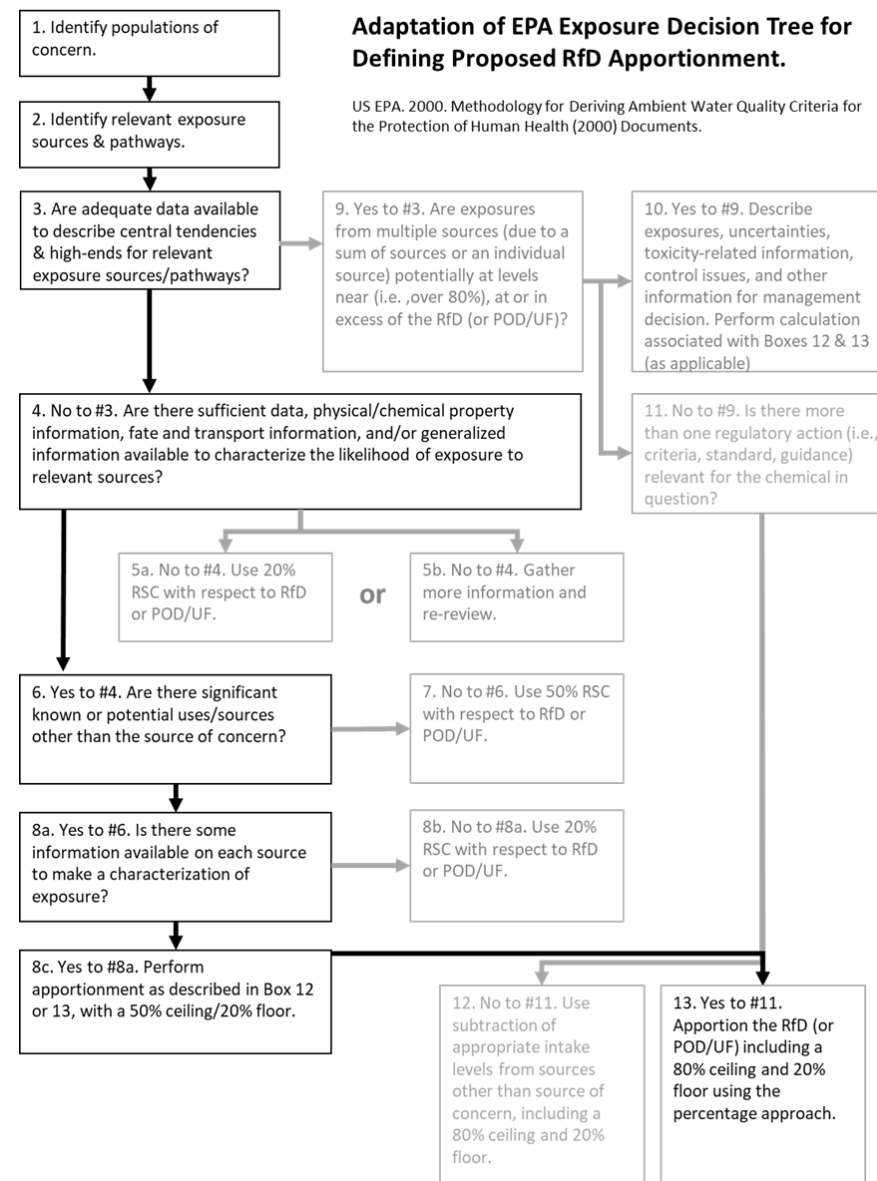 Adaptation of EPA Exposure Decision Tree for
Defining Proposed RfD Apportionment.
US EPA. 2000. Methodology for Deriving Ambient Water Quality Criteria for
the Protection of Human Health (2000) Documents.
1. Identify populations of
concern.
2. Identify relevant exposure
sources & pathways.
3. Are adequate data available
to describe central tendencies
& high-ends for relevant
exposure sources/pathways?
9. Yes to #3. Are exposures
from multiple sources (due to a
sum of sources or an individual
source) potentially at levels
near (i.e. ,over 80%), at or in
excess of the RfD (or POD/UF)?
10. Yes to #9. Describe
exposures, uncertainties,
toxicity-related information,
control issues, and other
information for management
decision. Perform calculation
associated with Boxes 12 & 13
(as applicable)
4. No to #3. Are there sufficient data, physical/chemical property
information, fate and transport information, and/or generalized
information available to characterize the likelihood of exposure to
relevant sources?
11. No to #9. Is there more
than one regulatory action (i.e.,
criteria, standard, guidance)
relevant for the chemical in
question?
5a. No to #4. Use 20%
RSC with respect to RfD
or POD/UF.
or
5b. No to #4. Gather
more information and
re-review.
6. Yes to #4. Are there significant
known or potential uses/sources
other than the source of concern?
7. No to #6. Use 50% RSC
with respect to RfD or
POD/UF.
8a. Yes to #6. Is there some
information available on each source
to make a characterization of
exposure?
8b. No to #8a. Use 20%
RSC with respect to RfD
or POD/UF.
8c. Yes to #8a. Perform
apportionment as described in Box 12
or 13, with a 50% ceiling/20% floor.
12. No to #11. Use
subtraction of
appropriate intake
levels from sources
other than source of
concern, including a
80% ceiling and 20%
floor.
13. Yes to #11.
Apportion the RfD (or
POD/UF) including a
80% ceiling and 20%
floor using the
percentage approach.